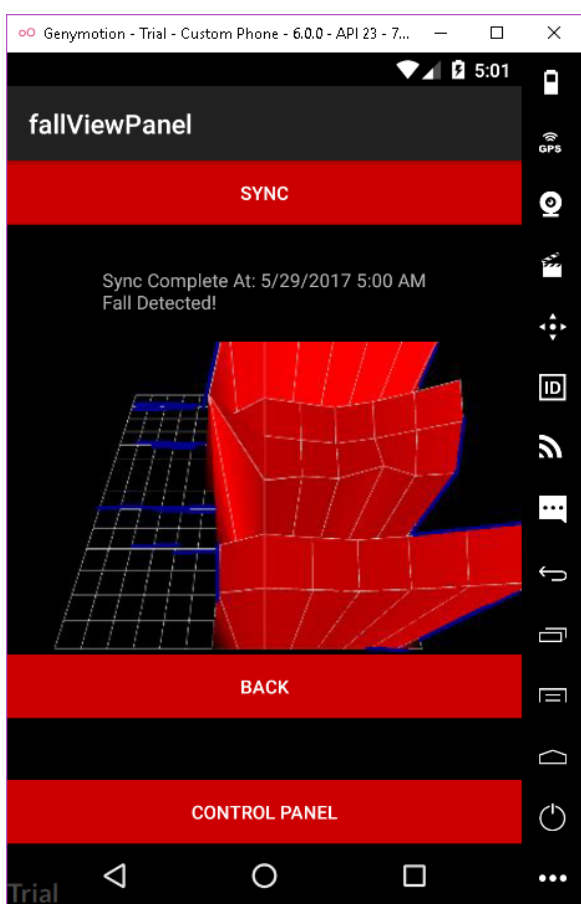 Genymotion - Trial - Custom Phone - 6.0.0 - API 23 - 7...
5:01
fallViewPanel
GPS
SYNC
Sync Complete At: 5/29/2017 5:00 AM
Fall Detected!
ID
BACK
CONTROL PANEL
Trial